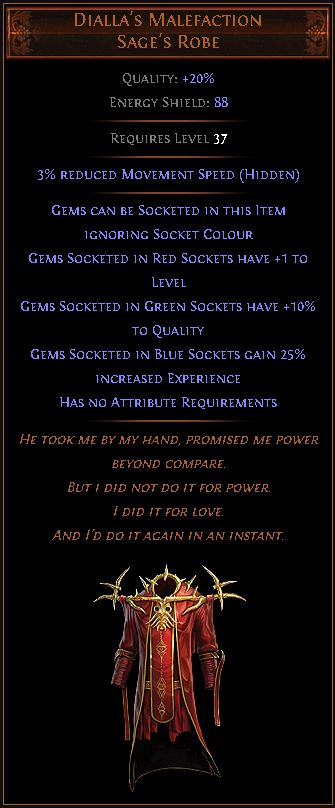 Dialla's Malefaction
Sage's Robe
Quality: +20%
Energy Shield: 88
Requires Level 37
3% reduced Movement Speed (Hidden)
Gems can be Socketed in this Item
ignoring Socket Colour
Gems Socketed in Red Sockets have +1 to
Level
Gems Socketed in Green Sockets have +10%
to Quality
Gems Socketed in Blue Sockets gain 25%
increased Experience
Has no Attribute Requirements
He took me by my hand, promised me power
beyond compare.
But i did not do it for power.
I did it for love.
And I'd do it again in an instant.